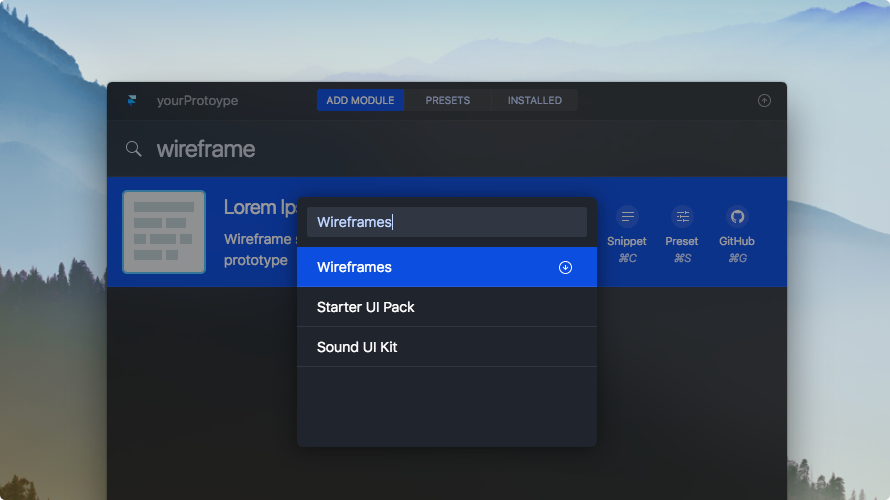 yourProtoype
ADD MODULE
PRESETS
INSTALLED
wireframe
Lorem Ip
Wireframe s
prototype
Snippet
⌘C
Preset
⌘S
GitHub
⌘G
Wireframes
Wireframes
Starter UI Pack
Sound UI Kit